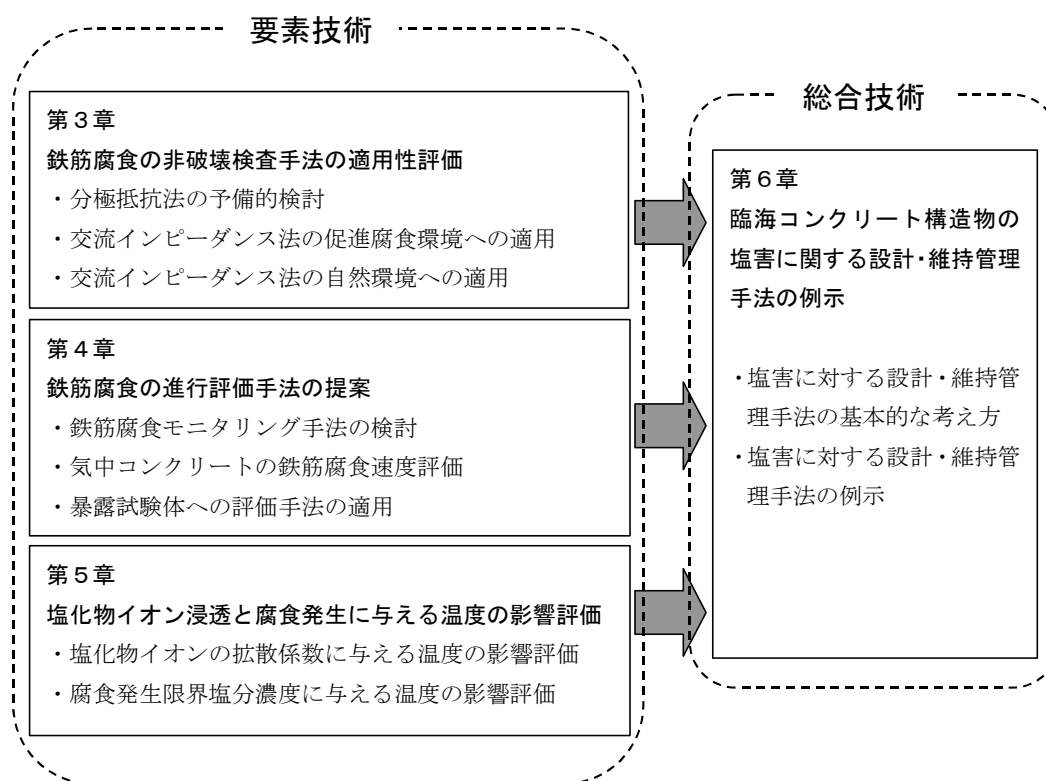 要素技術
第３章
鉄筋腐食の非破壊検査手法の適用性評価
・分極抵抗法の予備的検討
・交流インピーダンス法の促進腐食環境への適用
・交流インピーダンス法の自然環境への適用
第４章
鉄筋腐食の進行評価手法の提案
・鉄筋腐食モニタリング手法の検討
・気中コンクリートの鉄筋腐食速度評価
・暴露試験体への評価手法の適用
第５章
塩化物イオン浸透と腐食発生に与える温度の影響評価
・塩化物イオンの拡散係数に与える温度の影響評価
・腐食発生限界塩分濃度に与える温度の影響評価
総合技術
第６章
臨海コンクリート構造物の
塩害に関する設計・維持管理
手法の例示
・塩害に対する設計・維持管
理手法の基本的な考え方
・塩害に対する設計・維持管
理手法の例示